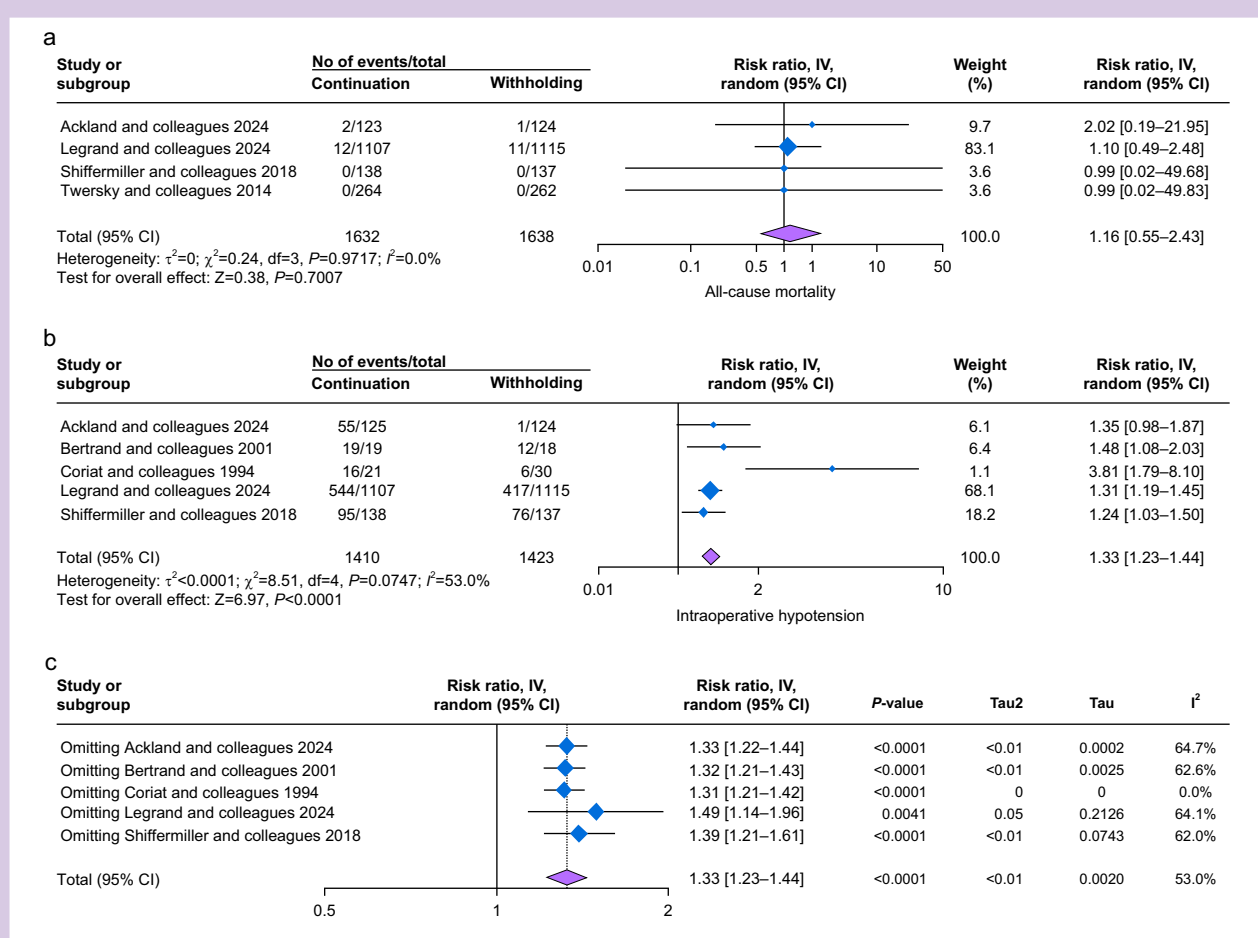 a
Study or subgroup No of events/total Continuation Withholding Risk ratio, IV, random (95% CI) Weight (%) Risk ratio, IV, random (95% CI)
Ackland and colleagues 2024 2/123 1/124 9.7 2.02 [0.19–21.95]
Legrand and colleagues 2024 12/1107 11/1115 83.1 1.10 [0.49–2.48]
Shiffermiller and colleagues 2018 0/138 0/137 3.6 0.99 [0.02–49.68]
Twersky and colleagues 2014 0/264 0/262 3.6 0.99 [0.02–49.83]
Total (95% CI) 1632 1638 100.0 1.16 [0.55–2.43]
Heterogeneity: τ²=0; χ²=0.24, df=3, P=0.9717; I²=0.0%
Test for overall effect: Z=0.38, P=0.7007
0.01 0.1 0.5 1 1 10 50
All-cause mortality
b
Study or subgroup No of events/total Continuation Withholding Risk ratio, IV, random (95% CI) Weight (%) Risk ratio, IV, random (95% CI)
Ackland and colleagues 2024 55/125 1/124 6.1 1.35 [0.98–1.87]
Bertrand and colleagues 2001 19/19 12/18 6.4 1.48 [1.08–2.03]
Coriat and colleagues 1994 16/21 6/30 1.1 3.81 [1.79–8.10]
Legrand and colleagues 2024 544/1107 417/1115 68.1 1.31 [1.19–1.45]
Shiffermiller and colleagues 2018 95/138 76/137 18.2 1.24 [1.03–1.50]
Total (95% CI) 1410 1423 100.0 1.33 [1.23–1.44]
Heterogeneity: τ²<0.0001; χ²=8.51, df=4, P=0.0747; I²=53.0%
Test for overall effect: Z=6.97, P<0.0001
0.01 2 10
Intraoperative hypotension
c
Study or subgroup Risk ratio, IV, random (95% CI) Risk ratio, IV, random (95% CI) P-value Tau2 Tau I²
Omitting Ackland and colleagues 2024 1.33 [1.22–1.44] <0.0001 <0.01 0.0002 64.7%
Omitting Bertrand and colleagues 2001 1.32 [1.21–1.43] <0.0001 <0.01 0.0025 62.6%
Omitting Coriat and colleagues 1994 1.31 [1.21–1.42] <0.0001 0 0 0.0%
Omitting Legrand and colleagues 2024 1.49 [1.14–1.96] 0.0041 0.05 0.2126 64.1%
Omitting Shiffermiller and colleagues 2018 1.39 [1.21–1.61] <0.0001 <0.01 0.0743 62.0%
Total (95% CI) 1.33 [1.23–1.44] <0.0001 <0.01 0.0020 53.0%
0.5 1 2